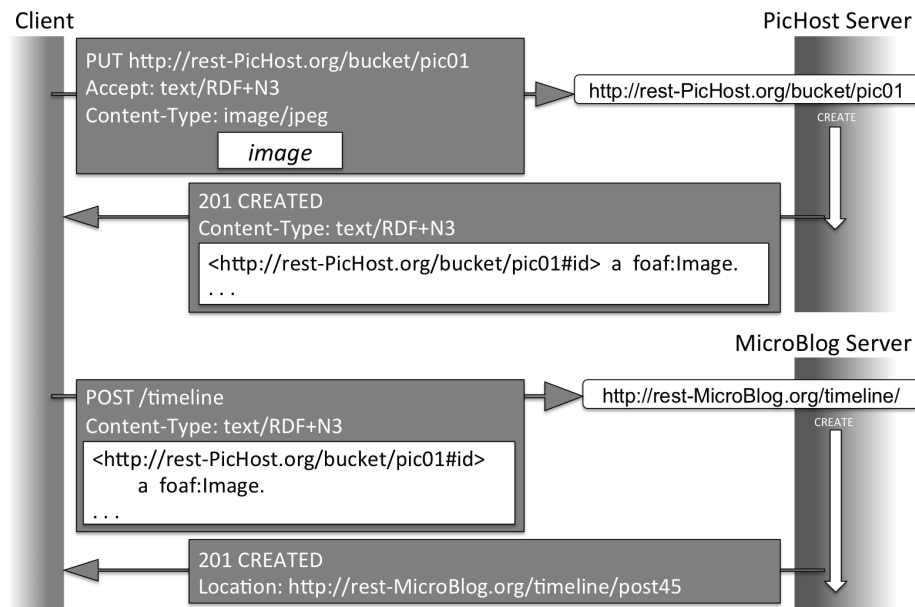 Client
PicHost Server
PUT http://rest-PicHost.org/bucket/pic01
Accept: text/RDF+N3
Content-Type: image/jpeg
image
http://rest-PicHost.org/bucket/pic01
CREATE
201 CREATED
Content-Type: text/RDF+N3
<http://rest-PicHost.org/bucket/pic01#id> a foaf:Image.
. . .
MicroBlog Server
POST /timeline
Content-Type: text/RDF+N3
<http://rest-PicHost.org/bucket/pic01#id>
a foaf:Image.
. . .
http://rest-MicroBlog.org/timeline/
CREATE
201 CREATED
Location: http://rest-MicroBlog.org/timeline/post45